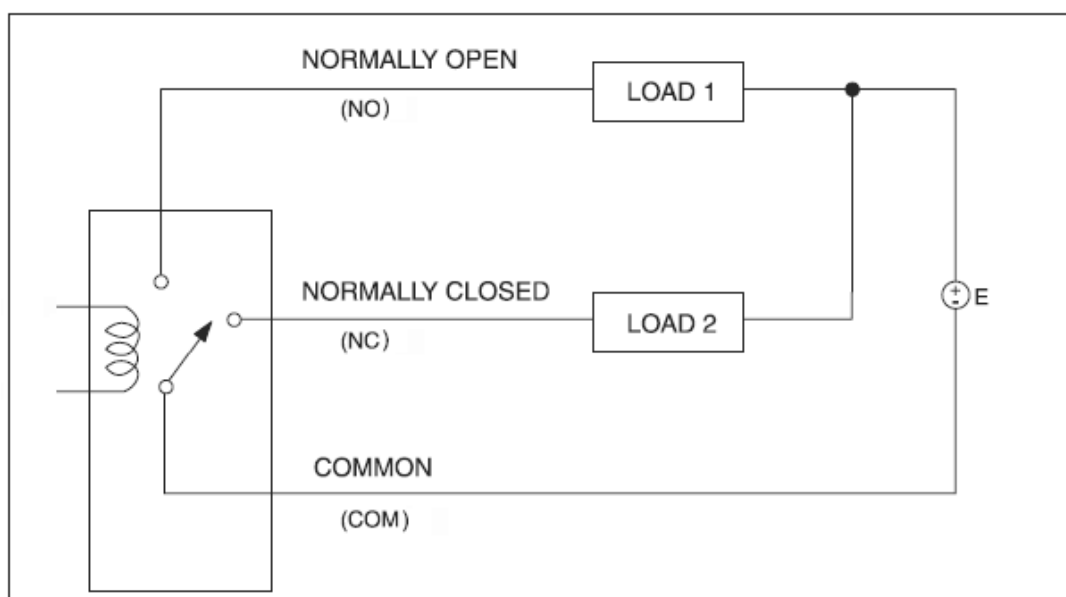 NORMALLY OPEN
(NO)
LOAD 1
NORMALLY CLOSED
(NC)
LOAD 2
+
-
E
COMMON
(COM)